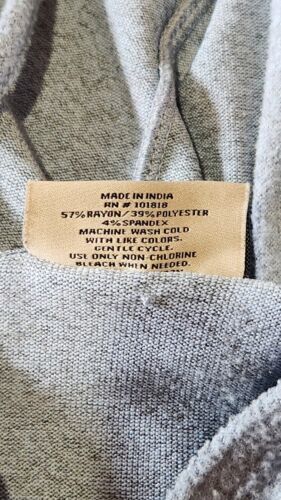 MADE IN INDIA
RN # 101818
57% RAYON / 39% POLYESTER
4% SPANDEX
MACHINE WASH COLD
WITH LIKE COLORS.
GENTLE CYCLE.
USE ONLY NON-CHLORINE
BLEACH WHEN NEEDED.